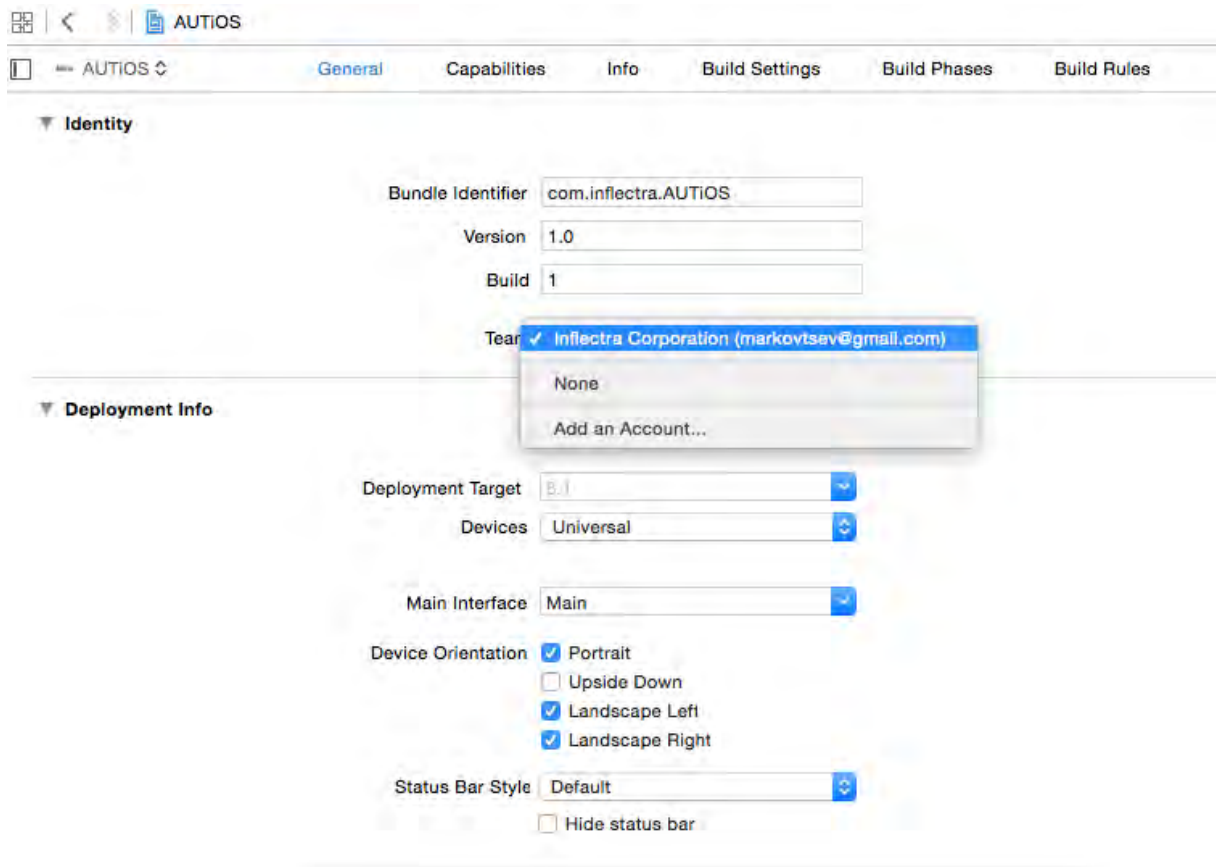 AUTiOS
AUTiOS General Capabilities Info Build Settings Build Phases Build Rules
Identity
Bundle Identifier com.inflectra.AUTiOS
Version 1.0
Build 1
Tear ✓ Inflectra Corporation (markovtsev@gmail.com)
None
Add an Account...
Deployment Info
Deployment Target 8.1
Devices Universal
Main Interface Main
Device Orientation Portrait
Upside Down
Landscape Left
Landscape Right
Status Bar Style Default
Hide status bar